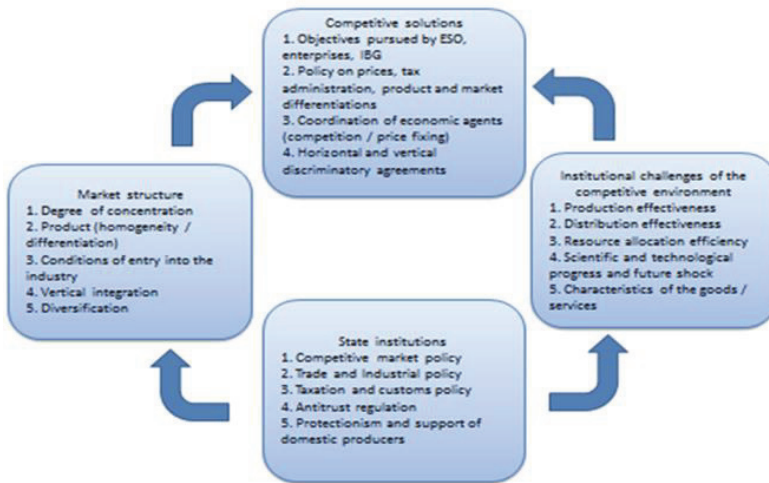 Competitive solutions
1. Objectives pursued by ESO,
enterprises, IBG
2. Policy on prices, tax
administration, product and market
differentiations
3. Coordination of economic agents
(competition / price fixing)
4. Horizontal and vertical
discriminatory agreements
Market structure
1. Degree of concentration
2. Product (homogeneity /
differentiation)
3. Conditions of entry into the
industry
4. Vertical integration
5. Diversification
Institutional challenges of the
competitive environment
1. Production effectiveness
2. Distribution effectiveness
3. Resource allocation efficiency
4. Scientific and technological
progress and future shock
5. Characteristics of the goods /
services
State institutions
1. Competitive market policy
2. Trade and Industrial policy
3. Taxation and customs policy
4. Antitrust regulation
5. Protectionism and support of
domestic producers